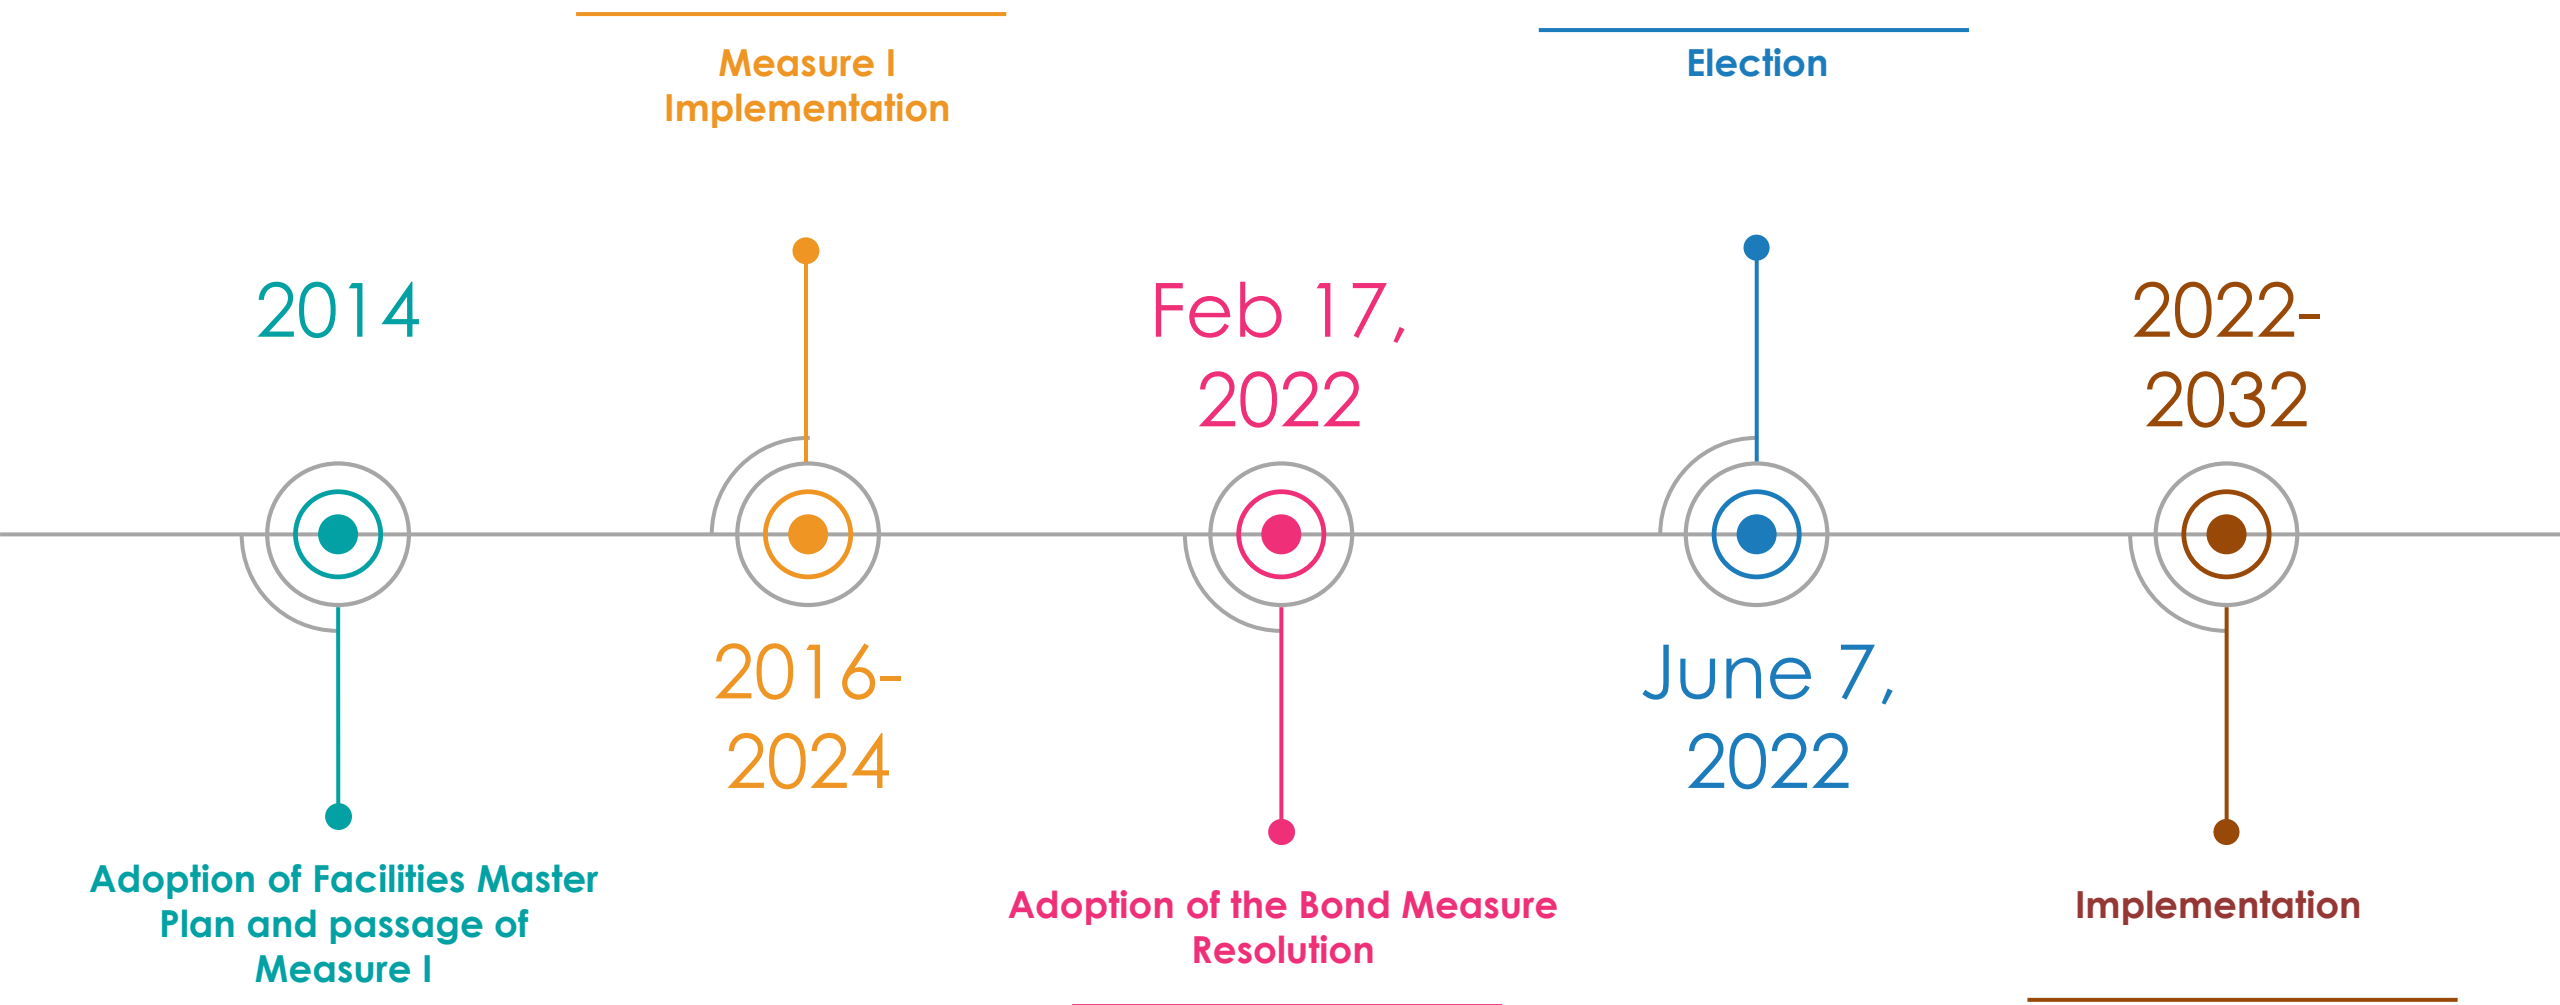 Measure I
Implementation
Election
2014
Feb 17,
2022
2022-
2032
2016-
2024
June 7,
2022
Adoption of Facilities Master
Plan and passage of
Measure I
Adoption of the Bond Measure
Resolution
Implementation